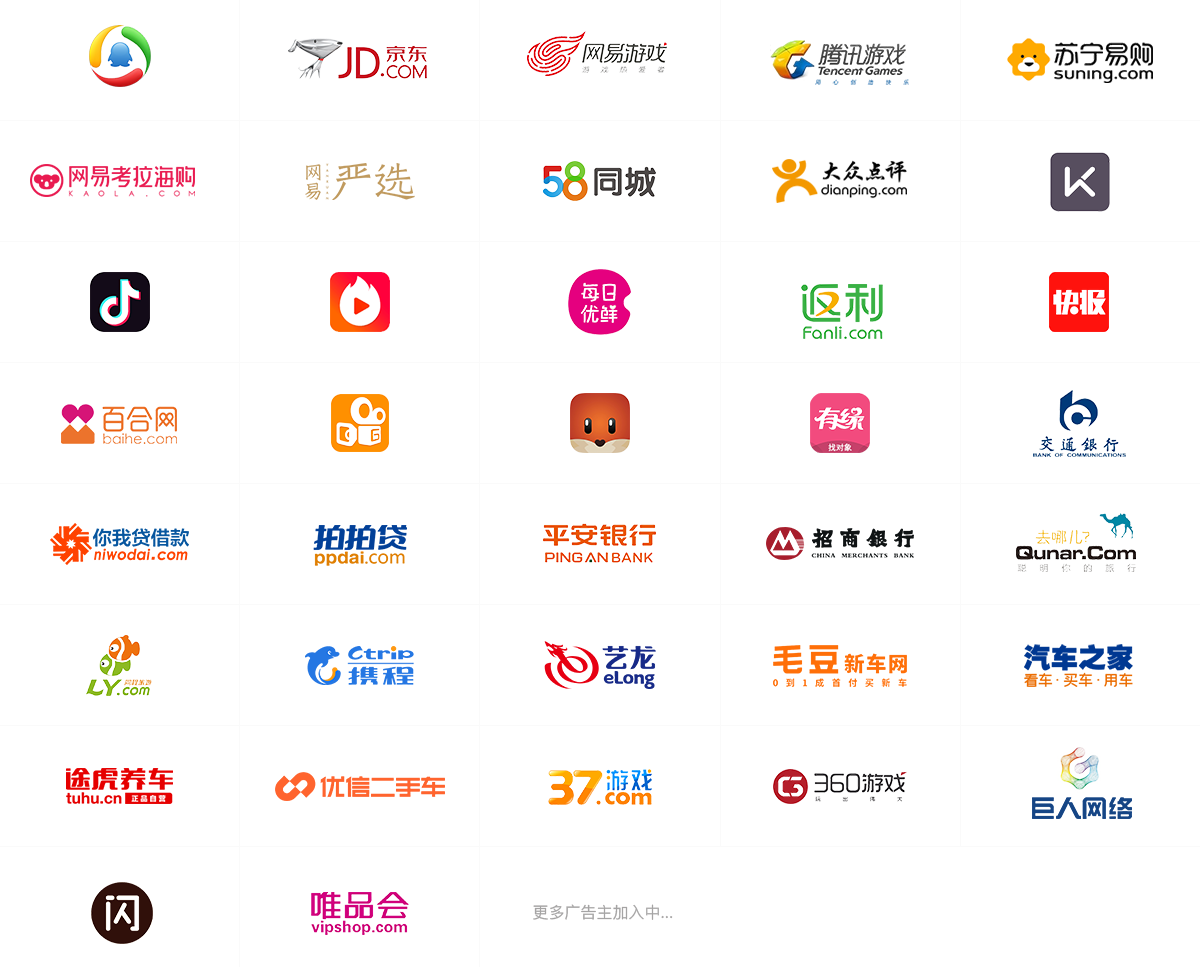 京东
JD.COM
网易游戏
游戏热爱者
腾讯游戏
Tencent Games
用心创造快乐
苏宁易购
suning.com
网易考拉海购
KAOLA.COM
网易
严选
58同城
大众点评
dianping.com
K
每日
优鲜
返利
Fanli.com
快报
百合网
baihe.com
有缘
找对象
交通銀行
BANK OF COMMUNICATIONS
你我贷借款
niwodai.com
拍拍贷
ppdai.com
平安银行
PING AN BANK
招商銀行
CHINA MERCHANTS BANK
去哪儿?
Qunar.Com
聪明你的旅行
同程旅游
LY.com
Ctrip
携程
艺龙
eLong
毛豆新车网
0到1成首付买新车
汽车之家
看车·买车·用车
途虎养车
tuhu.cn 正品自营
优信二手车
37游戏
.com
360游戏
玩出伟大
巨人网络
闪
唯品会
vipshop.com
更多广告主加入中...